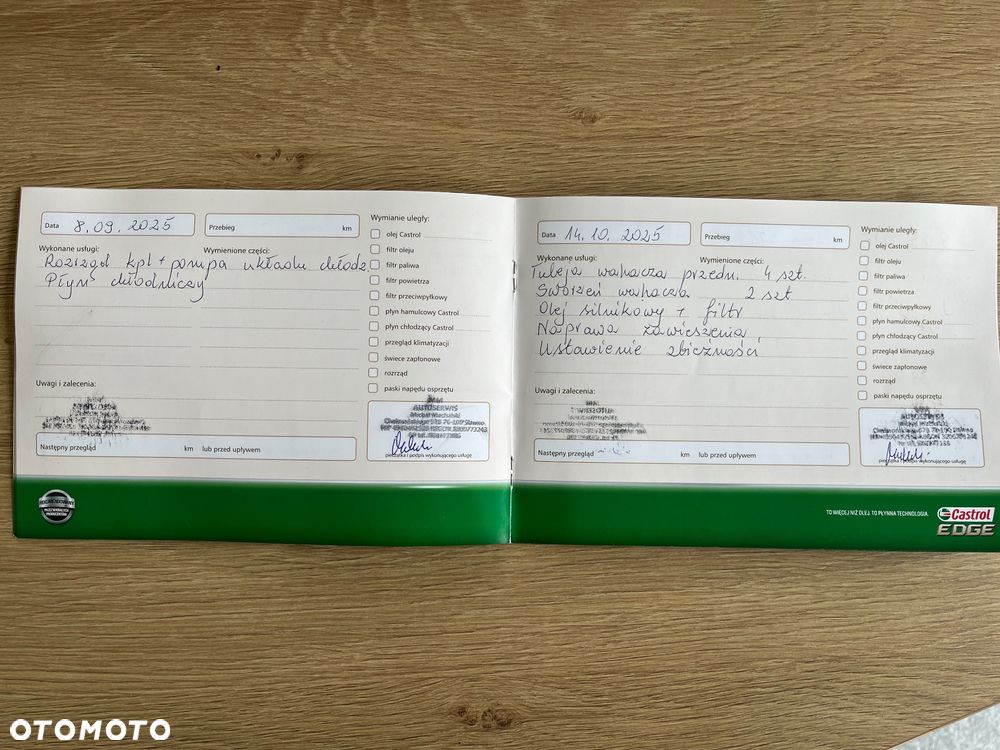 Data 8.09.2025
Przebieg km
Wykonane usługi: Wymienione części:
Rozrząd kpl + pompa układu chłodz
Płyn chłodniczy
Uwagi i zalecenia:
Następny przegląd km lub przed upływem
Wymianie uległy:
olej Castrol
filtr oleju
filtr paliwa
filtr powietrza
filtr przeciwpyłkowy
płyn hamulcowy Castrol
płyn chłodzący Castrol
przegląd klimatyzacji
świece zapłonowe
rozrząd
paski napędu osprzętu
AUTOSERWIS
pieczątka i podpis wykonującego usługę
Data 14.10.2025
Przebieg km
Wykonane usługi: Wymienione części:
Tuleja wahacza przedn. 4 szt.
Sworzeń wahacza 2 szt
Olej silnikowy + filtr
Naprawa zawieszenia
Ustawienie zbieżności
Uwagi i zalecenia:
Następny przegląd km lub przed upływem
Wymianie uległy:
olej Castrol
filtr oleju
filtr paliwa
filtr powietrza
filtr przeciwpyłkowy
płyn hamulcowy Castrol
płyn chłodzący Castrol
przegląd klimatyzacji
świece zapłonowe
rozrząd
paski napędu osprzętu
pieczątka i podpis wykonującego usługę
TO WIĘCEJ NIŻ OLEJ. TO PŁYNNA TECHNOLOGIA.
Castrol
EDGE
OTOMOTO